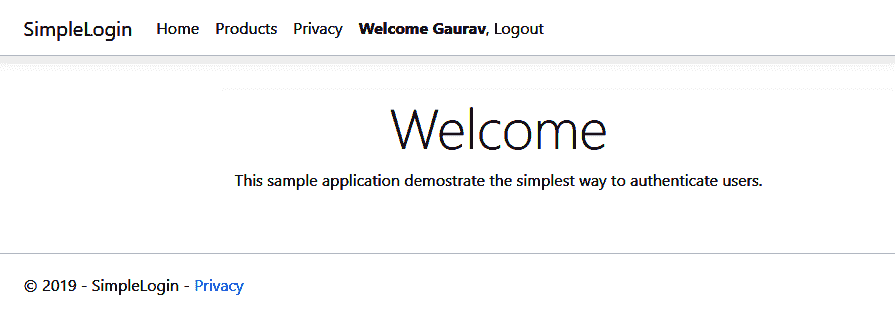 SimpleLogin Home Products Privacy Welcome Gaurav, Logout
Welcome
This sample application demostrate the simplest way to authenticate users.
© 2019 - SimpleLogin - Privacy